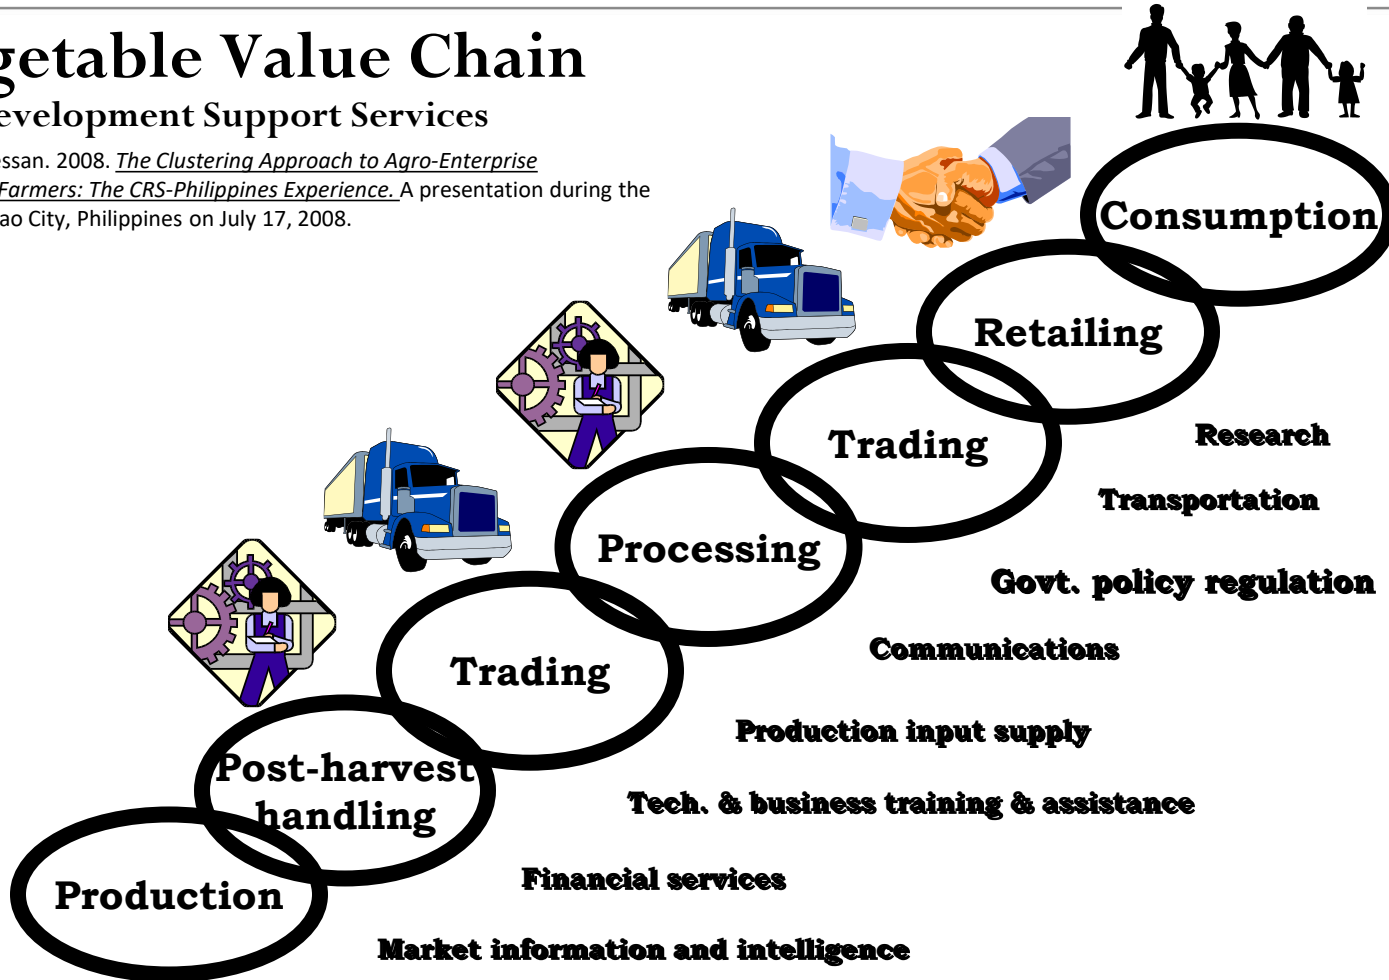 getable Value Chain
evelopment Support Services
essan. 2008. The Clustering Approach to Agro-Enterprise
Farmers: The CRS-Philippines Experience. A presentation during the
ao City, Philippines on July 17, 2008.
Consumption
Retailing
Trading
Processing
Trading
Post-harvest
handling
Production
Research
Transportation
Govt. policy regulation
Communications
Production input supply
Tech. & business training & assistance
Financial services
Market information and intelligence